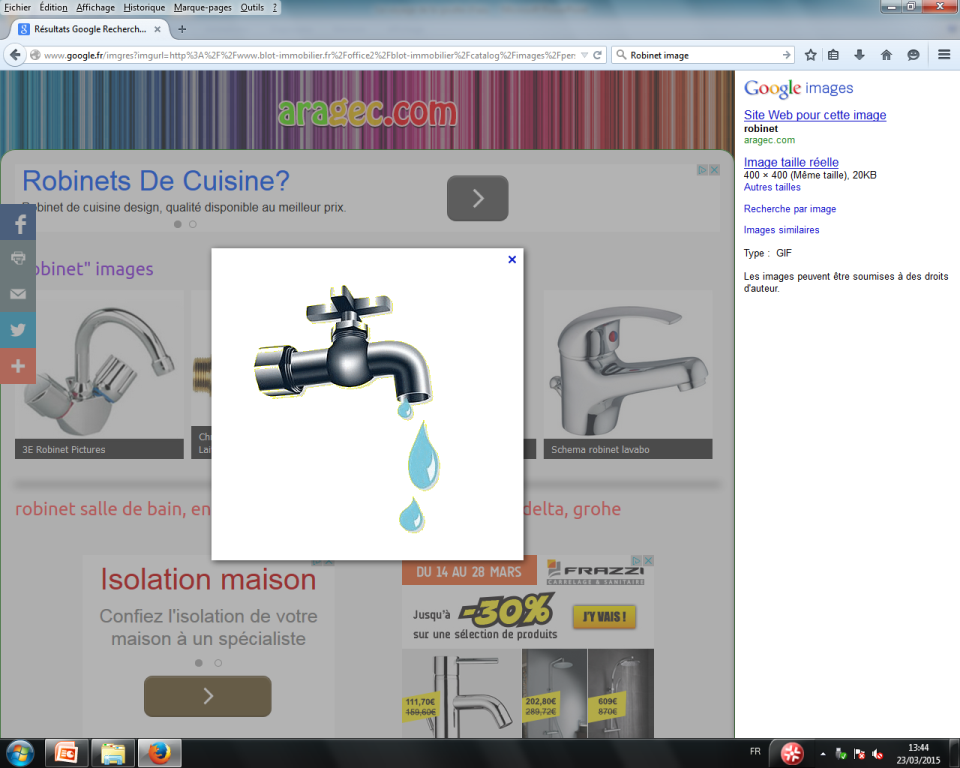 Fichier Édition Affichage Historique Marque-pages Outils ?
Résultats Google Recherch...
www.google.fr/imgres?imgurl=http%3A%2F%2Fwww.blot-immobilier.fr%2Foffice2%2Fblot-immobilier%2Fcatalog%2Fimages%2Fper
Robinet image
aragec.com
Robinets De Cuisine?
Robinet de cuisine design, qualité disponible au meilleur prix.
obinet" images
3E Robinet Pictures
Ch
Lai
Schema robinet lavabo
robinet salle de bain, en
delta, grohe
Isolation maison
Confiez l'isolation de votre
maison à un spécialiste
DU 14 AU 28 MARS
FRAZZI
CARRELAGE & SANITAIRE
Jusqu'à -30%
J'Y VAIS !
sur une sélection de produits
111,70€
159,60€
202,80€
289,72€
609€
870€
Google images
Site Web pour cette image
robinet
aragec.com
Image taille réelle
400 × 400 (Même taille), 20KB
Autres tailles
Recherche par image
Images similaires
Type : GIF
Les images peuvent être soumises à des droits
d'auteur.
FR
13:44
23/03/2015